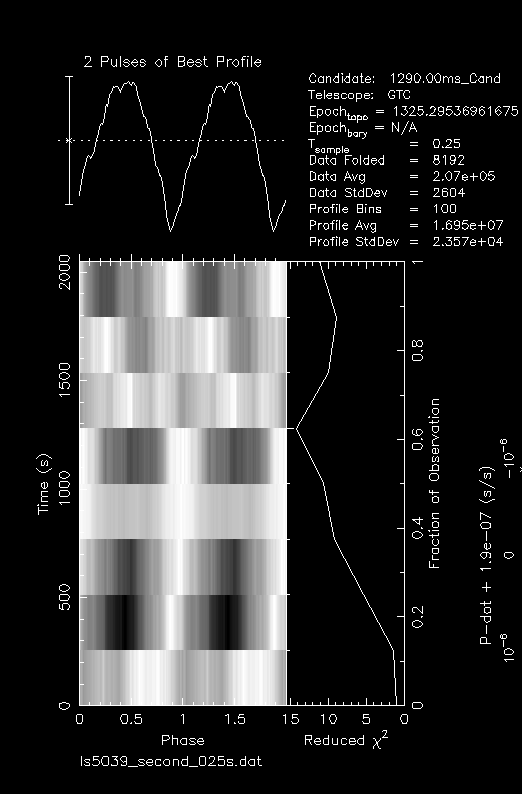 2 Pulses of Best Profile
Candidate: 1290.00ms_Cand
Telescope: GTC
Epoch_topo = 1325.29536961675
Epoch_bary = N/A
T_sample = 0.25
Data Folded = 8192
Data Avg = 2.07e+05
Data StdDev = 2604
Profile Bins = 100
Profile Avg = 1.695e+07
Profile StdDev = 2.357e+04
Time (s)
0 500 1000 1500 2000
0 0.5 1 1.5
Phase
15 10 5 0
Reduced χ²
Fraction of Observation
0 0.2 0.4 0.6 0.8 1
P-dot + 1.9e-07 (s/s)
10⁻⁶ 0 −10⁻⁶
ls5039_second_025s.dat